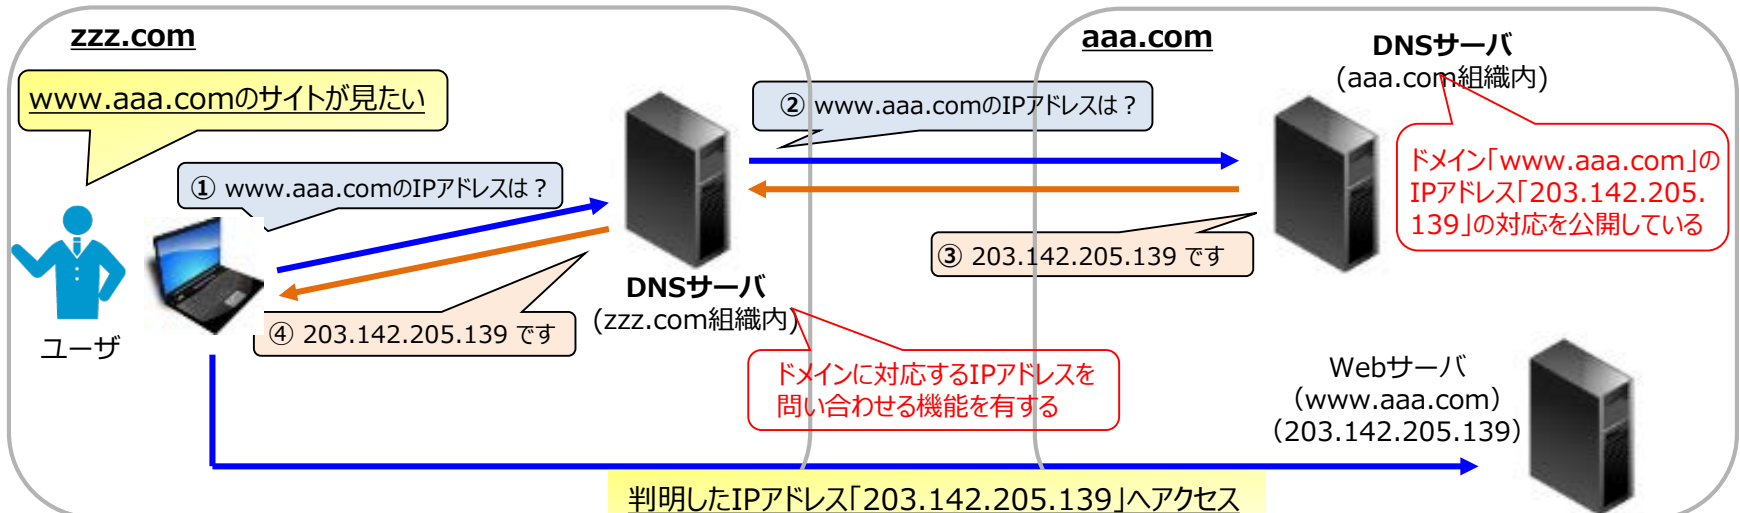 zzz.com
www.aaa.comのサイトが見たい
① www.aaa.comのIPアドレスは？
ユーザ
④ 203.142.205.139 です
DNSサーバ
(zzz.com組織内)
ドメインに対応するIPアドレスを
問い合わせる機能を有する
② www.aaa.comのIPアドレスは？
③ 203.142.205.139 です
aaa.com
DNSサーバ
(aaa.com組織内)
ドメイン「www.aaa.com」の
IPアドレス「203.142.205.
139」の対応を公開している
Webサーバ
（www.aaa.com）
（203.142.205.139）
判明したIPアドレス「203.142.205.139」へアクセス